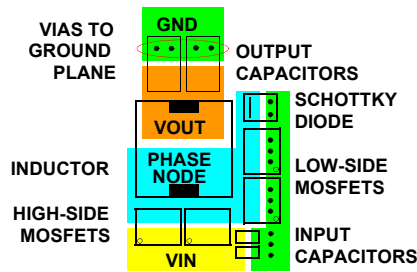 GND
VIAS TO
GROUND
PLANE
OUTPUT
CAPACITORS
SCHOTTKY
DIODE
VOUT
INDUCTOR
PHASE
NODE
LOW-SIDE
MOSFETS
HIGH-SIDE
MOSFETS
INPUT
CAPACITORS
VIN